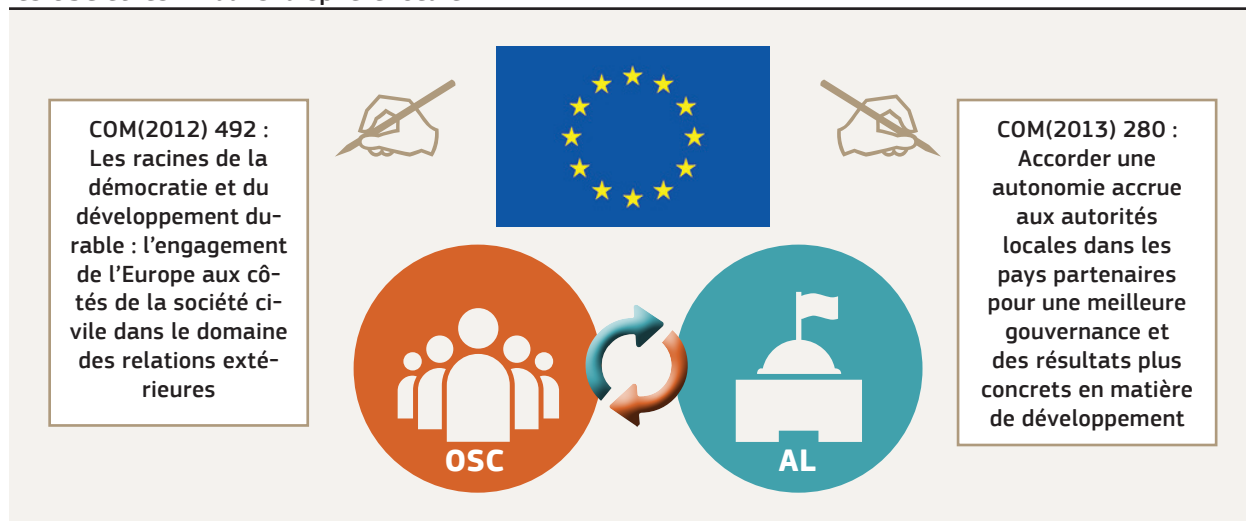 COM(2012) 492 :
Les racines de la
démocratie et du
développement du-
rable : l’engagement
de l’Europe aux cô-
tés de la société ci-
vile dans le domaine
des relations exté-
rieures
COM(2013) 280 :
Accorder une
autonomie accrue
aux autorités
locales dans les
pays partenaires
pour une meilleure
gouvernance et
des résultats plus
concrets en matière
de développement
OSC
AL